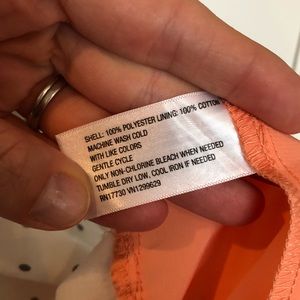 SHELL: 100% POLYESTER LINING: 100% COTTON
MACHINE WASH COLD
WITH LIKE COLORS
GENTLE CYCLE
ONLY NON-CHLORINE BLEACH WHEN NEEDED
TUMBLE DRY LOW, COOL IRON IF NEEDED
RN17730 VN1299629